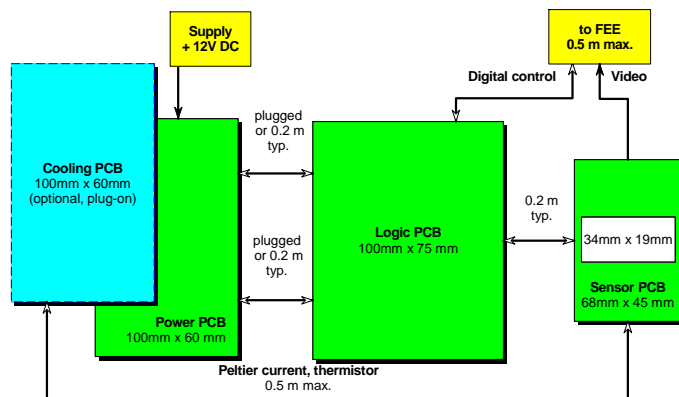 Supply
+ 12V DC
to FEE
0.5 m max.
Digital control
Video
plugged
or 0.2 m
typ.
Cooling PCB
100mm x 60mm
(optional, plug-on)
0.2 m
typ.
Logic PCB
100mm x 75 mm
34mm x 19mm
plugged
or 0.2 m
typ.
Sensor PCB
68mm x 45 mm
Power PCB
100mm x 60 mm
Peltier current, thermistor
0.5 m max.